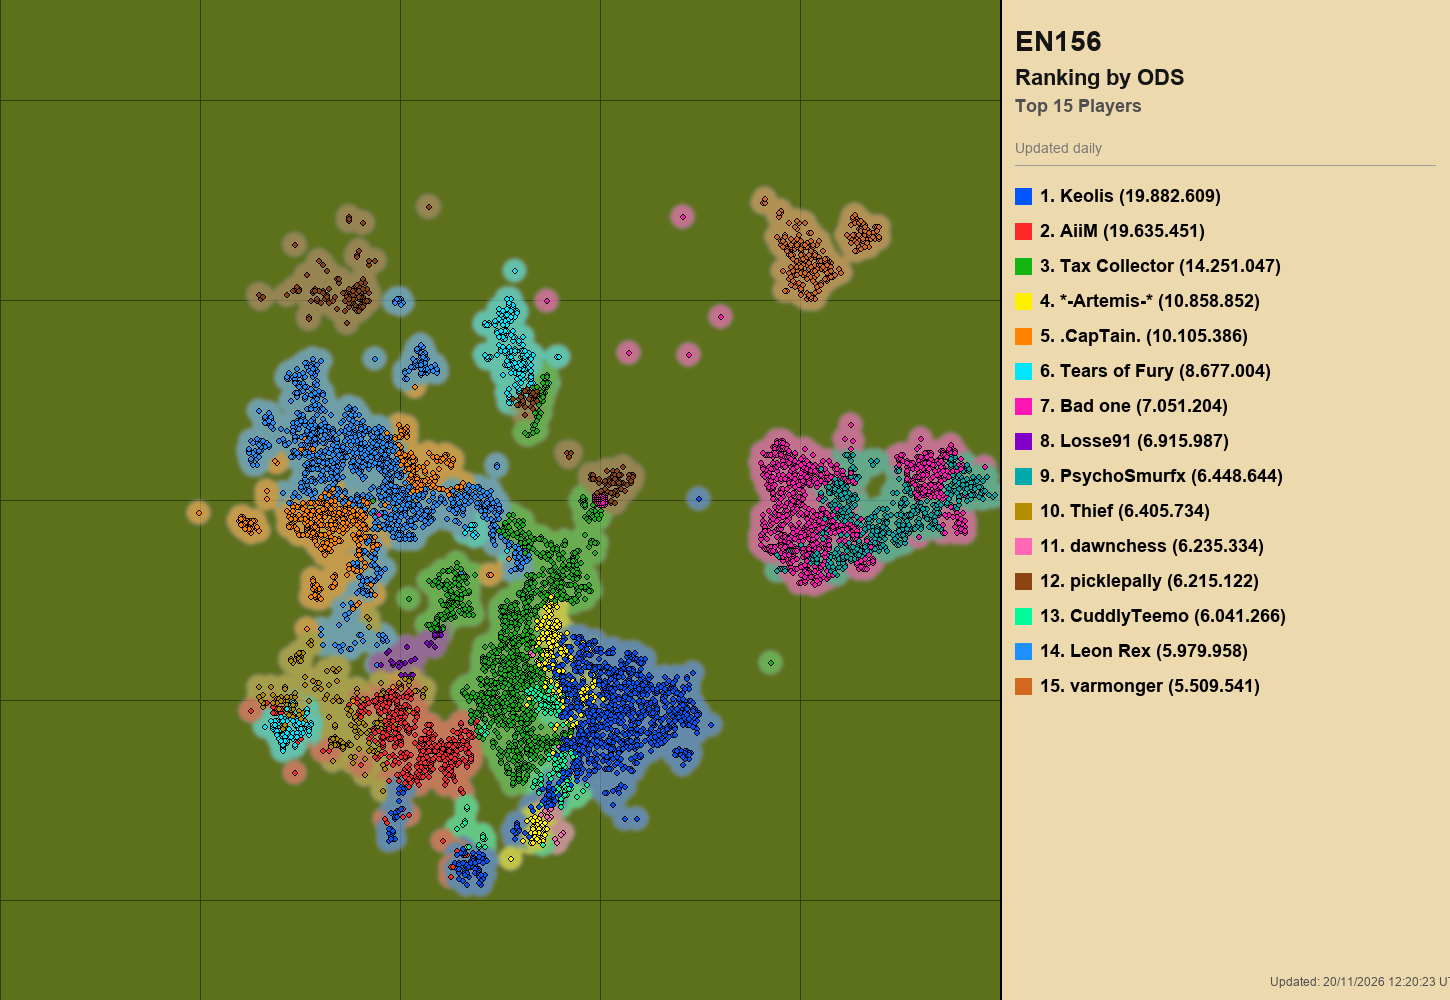 EN156
Ranking by ODS
Top 15 Players
Updated daily
1. Keolis (19.882.609)
2. AiiM (19.635.451)
3. Tax Collector (14.251.047)
4. *-Artemis-* (10.858.852)
5. .CapTain. (10.105.386)
6. Tears of Fury (8.677.004)
7. Bad one (7.051.204)
8. Losse91 (6.915.987)
9. PsychoSmurfx (6.448.644)
10. Thief (6.405.734)
11. dawnchess (6.235.334)
12. picklepally (6.215.122)
13. CuddlyTeemo (6.041.266)
14. Leon Rex (5.979.958)
15. varmonger (5.509.541)
Updated: 20/11/2026 12:20:23